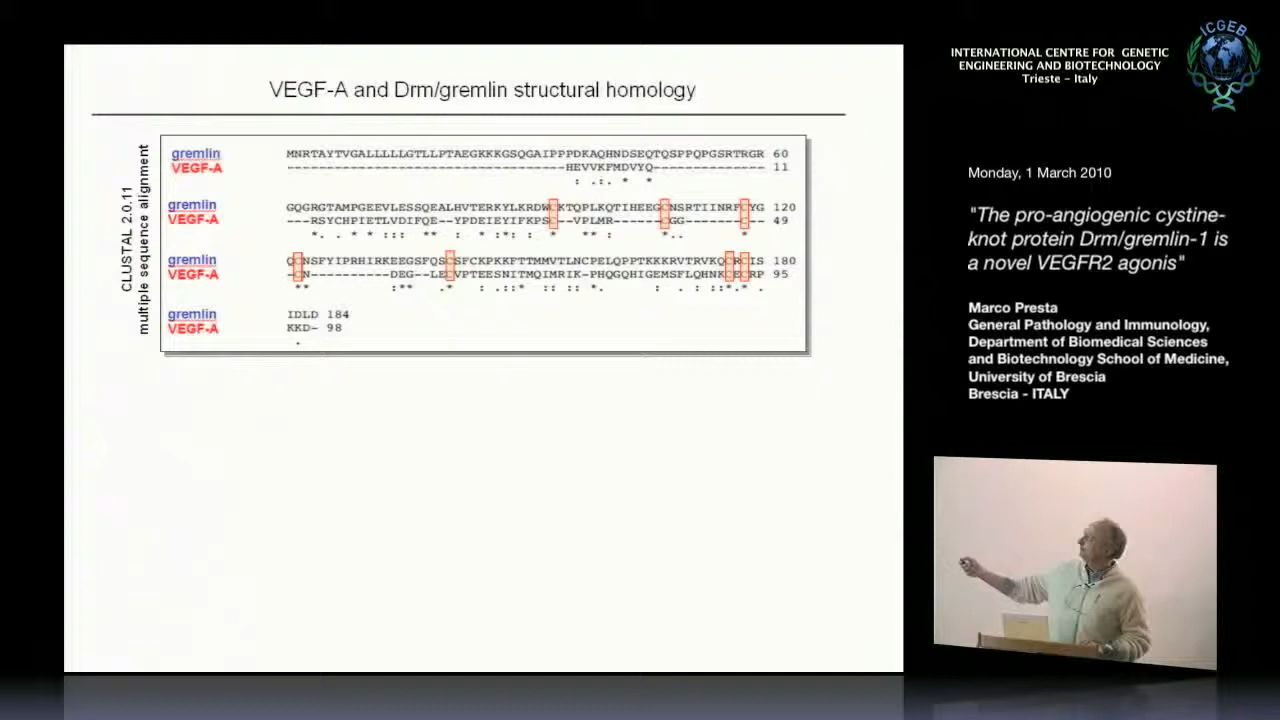 VEGF-A and Drm/gremlin structural homology
CLUSTAL 2.0.11
multiple sequence alignment
gremlin MNRTAYTVGALLLLLGTLLPTAEGKKKGSQGAIPPPDKAQHNDSEQTQSPPQPGSRTRGR 60
VEGF-A ----------------------------------HEVVKFMDVYQ-------------- 11
: .:. * *
gremlin GQGRGTAMPGEEVLESSQEALHVTERKYLKRDWCKTQPLKQTIHEEGCNSRTIINRFCYG 120
VEGF-A ---RSYCHPIETLVDIFQE--YPDEIEYIFKPSC--VPLMR------CGG-------C-- 49
gremlin QCNSFYIPRHIRKEEGSFQSCSFCKPKKFTTMMVTLNCPELQPPTKKKRVTRVKQCRCIS 180
VEGF-A -CN----------DEG--LECVPTEESNITMQIMRIK-PHQGQHIGEMSFLQHNKCECRP 95
gremlin IDLD 184
VEGF-A KKD- 98
.
INTERNATIONAL CENTRE FOR GENETIC
ENGINEERING AND BIOTECHNOLOGY
Trieste - Italy
ICGEB
Monday, 1 March 2010
"The pro-angiogenic cystine-
knot protein Drm/gremlin-1 is
a novel VEGFR2 agonis"
Marco Presta
General Pathology and Immunology,
Department of Biomedical Sciences
and Biotechnology School of Medicine,
University of Brescia
Brescia - ITALY